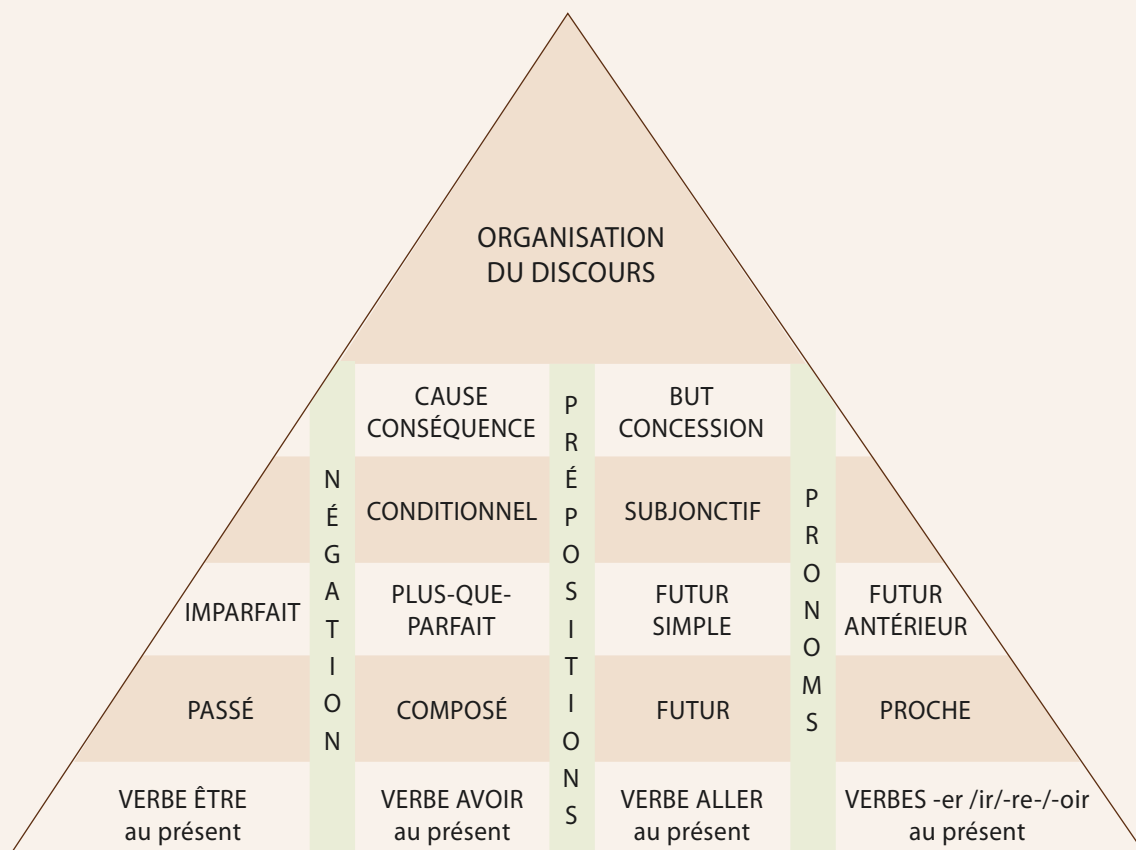 ORGANISATION
DU DISCOURS
CAUSE
CONSÉQUENCE
BUT
CONCESSION
NÉGATION
PRÉPOSITIONS
PRONOMS
CONDITIONNEL
SUBJONCTIF
IMPARFAIT
PLUS-QUE-
PARFAIT
FUTUR
SIMPLE
FUTUR
ANTÉRIEUR
PASSÉ
COMPOSÉ
FUTUR
PROCHE
VERBE ÊTRE
au présent
VERBE AVOIR
au présent
VERBE ALLER
au présent
VERBES -er /ir/-re-/-oir
au présent